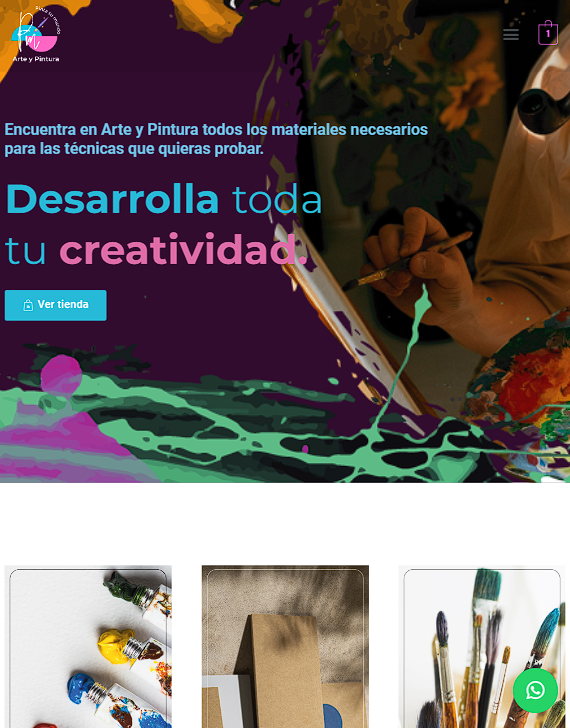 Arte y Pintura
1
Encuentra en Arte y Pintura todos los materiales necesarios
para las técnicas que quieras probar.
Desarrolla toda
tu creatividad.
Ver tienda